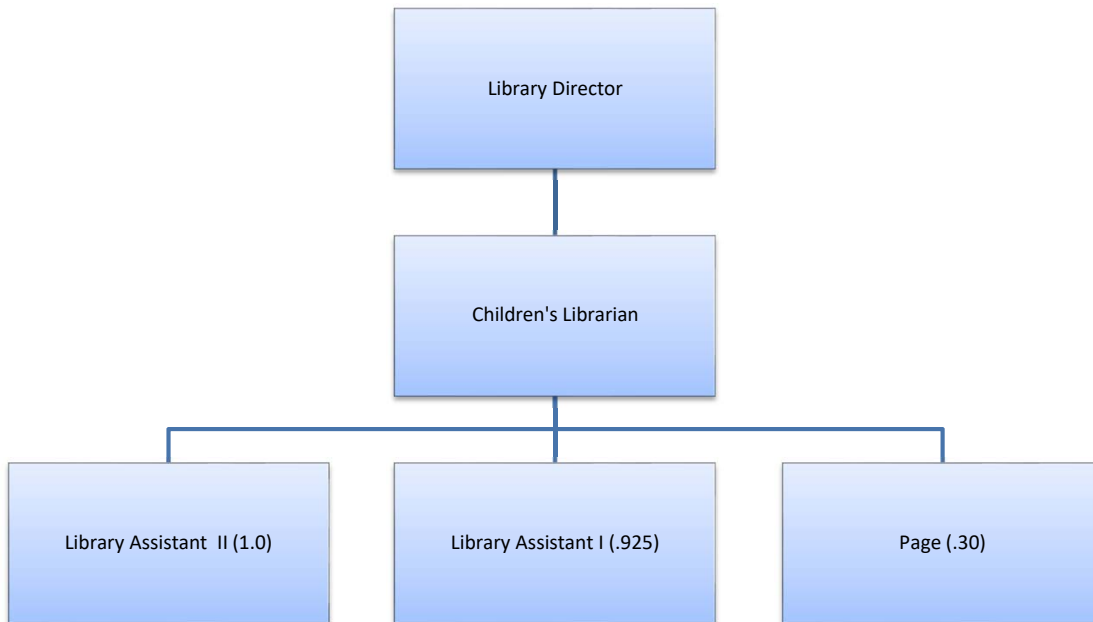 Library Director
Children's Librarian
Library Assistant  II (1.0)
Library Assistant I (.925)
Page (.30)